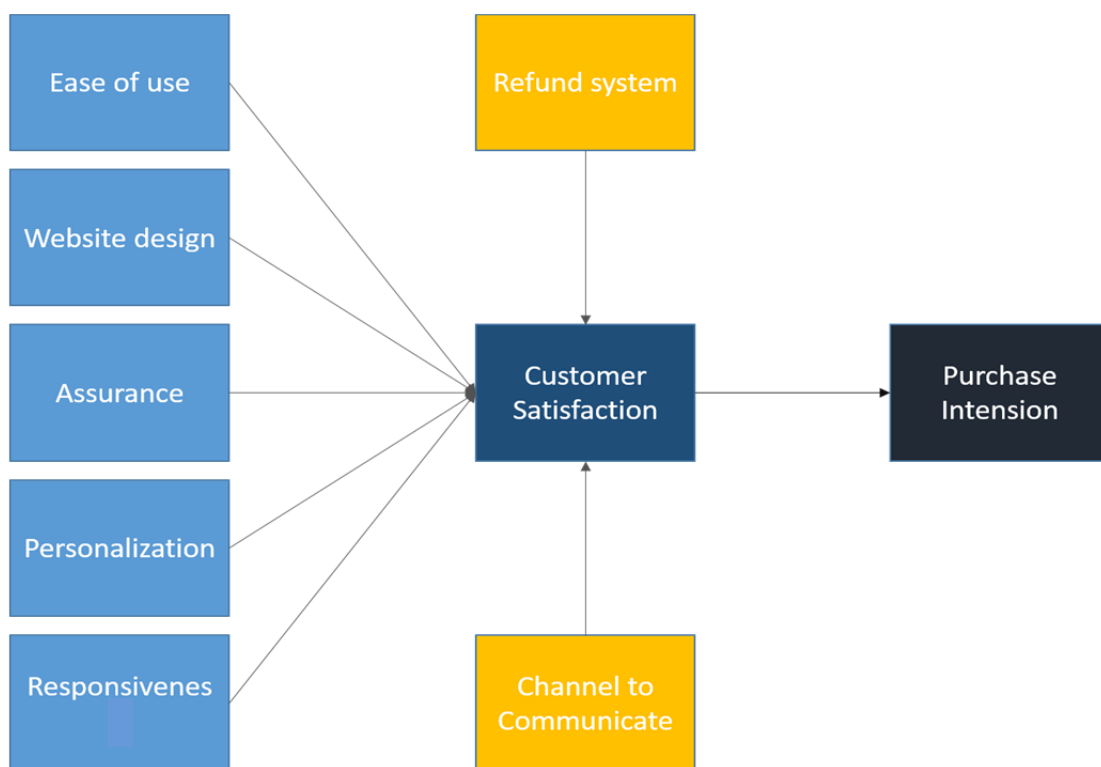 Ease of use
Refund system
Website design
Assurance
Customer
Satisfaction
Purchase
Intension
Personalization
Responsivenes
Channel to
Communicate